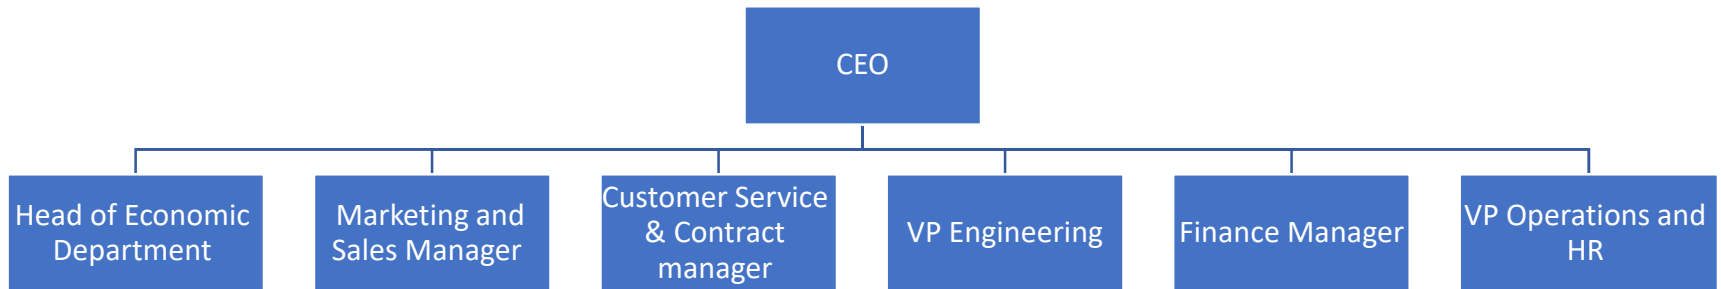 CEO
Head of Economic
Department
Marketing and
Sales Manager
Customer Service
& Contract
manager
VP Engineering
Finance Manager
VP Operations and
HR